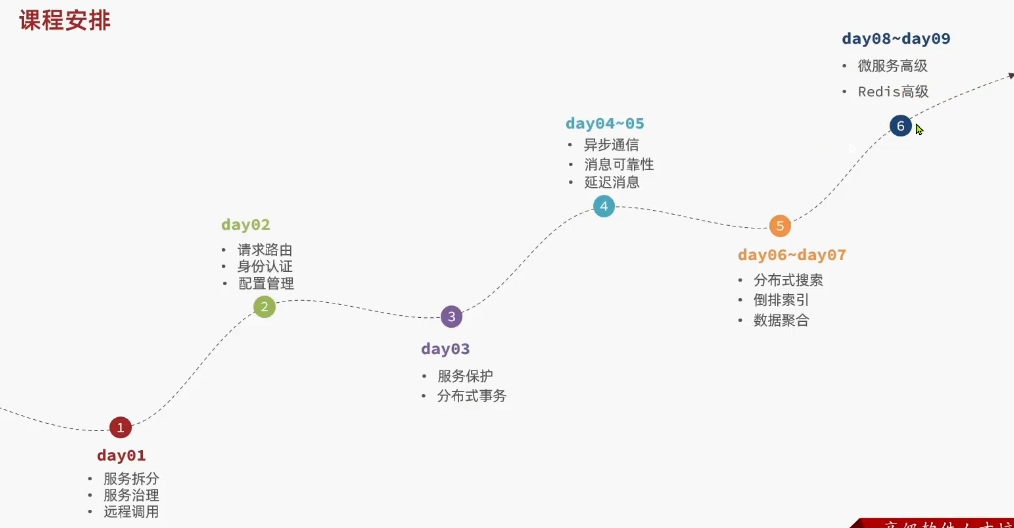 课程安排
day01
• 服务拆分
• 服务治理
• 远程调用
1
day02
• 请求路由
• 身份认证
• 配置管理
2
3
day03
• 服务保护
• 分布式事务
day04~05
• 异步通信
• 消息可靠性
• 延迟消息
4
5
day06~day07
• 分布式搜索
• 倒排索引
• 数据聚合
day08~day09
• 微服务高级
• Redis高级
6